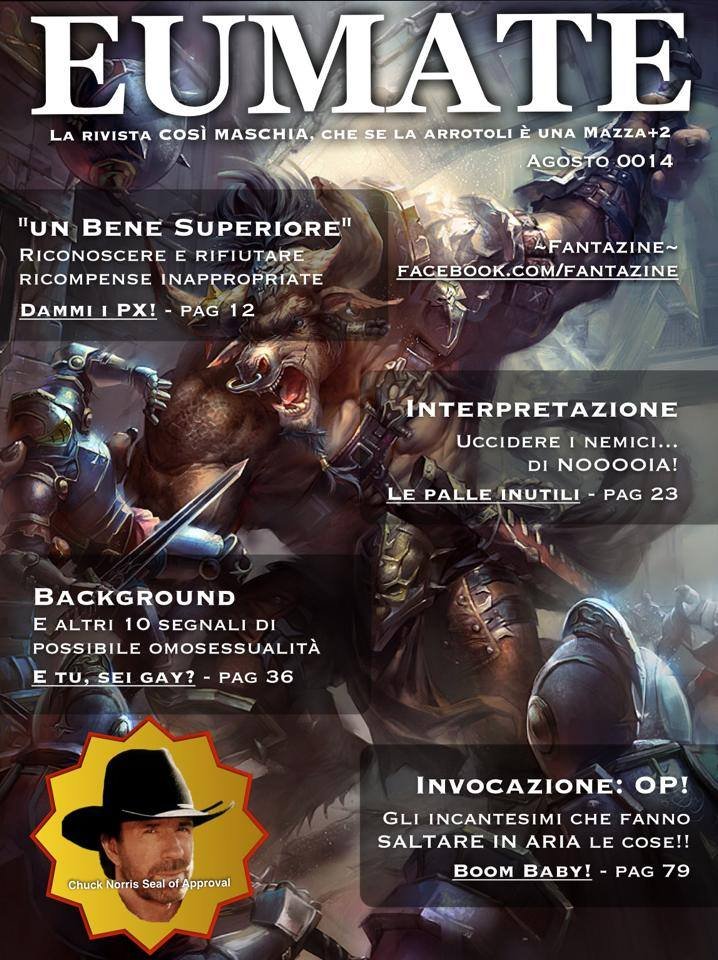 EUMATE
La rivista COSÌ MASCHIA, che se la arrotoli è una Mazza+2
Agosto 0014
"un Bene Superiore"
Riconoscere e rifiutare
ricompense inappropriate
Dammi i PX! - pag 12
~Fantazine~
facebook.com/fantazine
Interpretazione
Uccidere i nemici...
di NOOOOIA!
Le palle inutili - pag 23
Background
E altri 10 segnali di
possibile omosessualità
E tu, sei gay? - pag 36
Chuck Norris Seal of Approval
Invocazione: OP!
Gli incantesimi che fanno
SALTARE IN ARIA le cose!!
Boom Baby! - pag 79